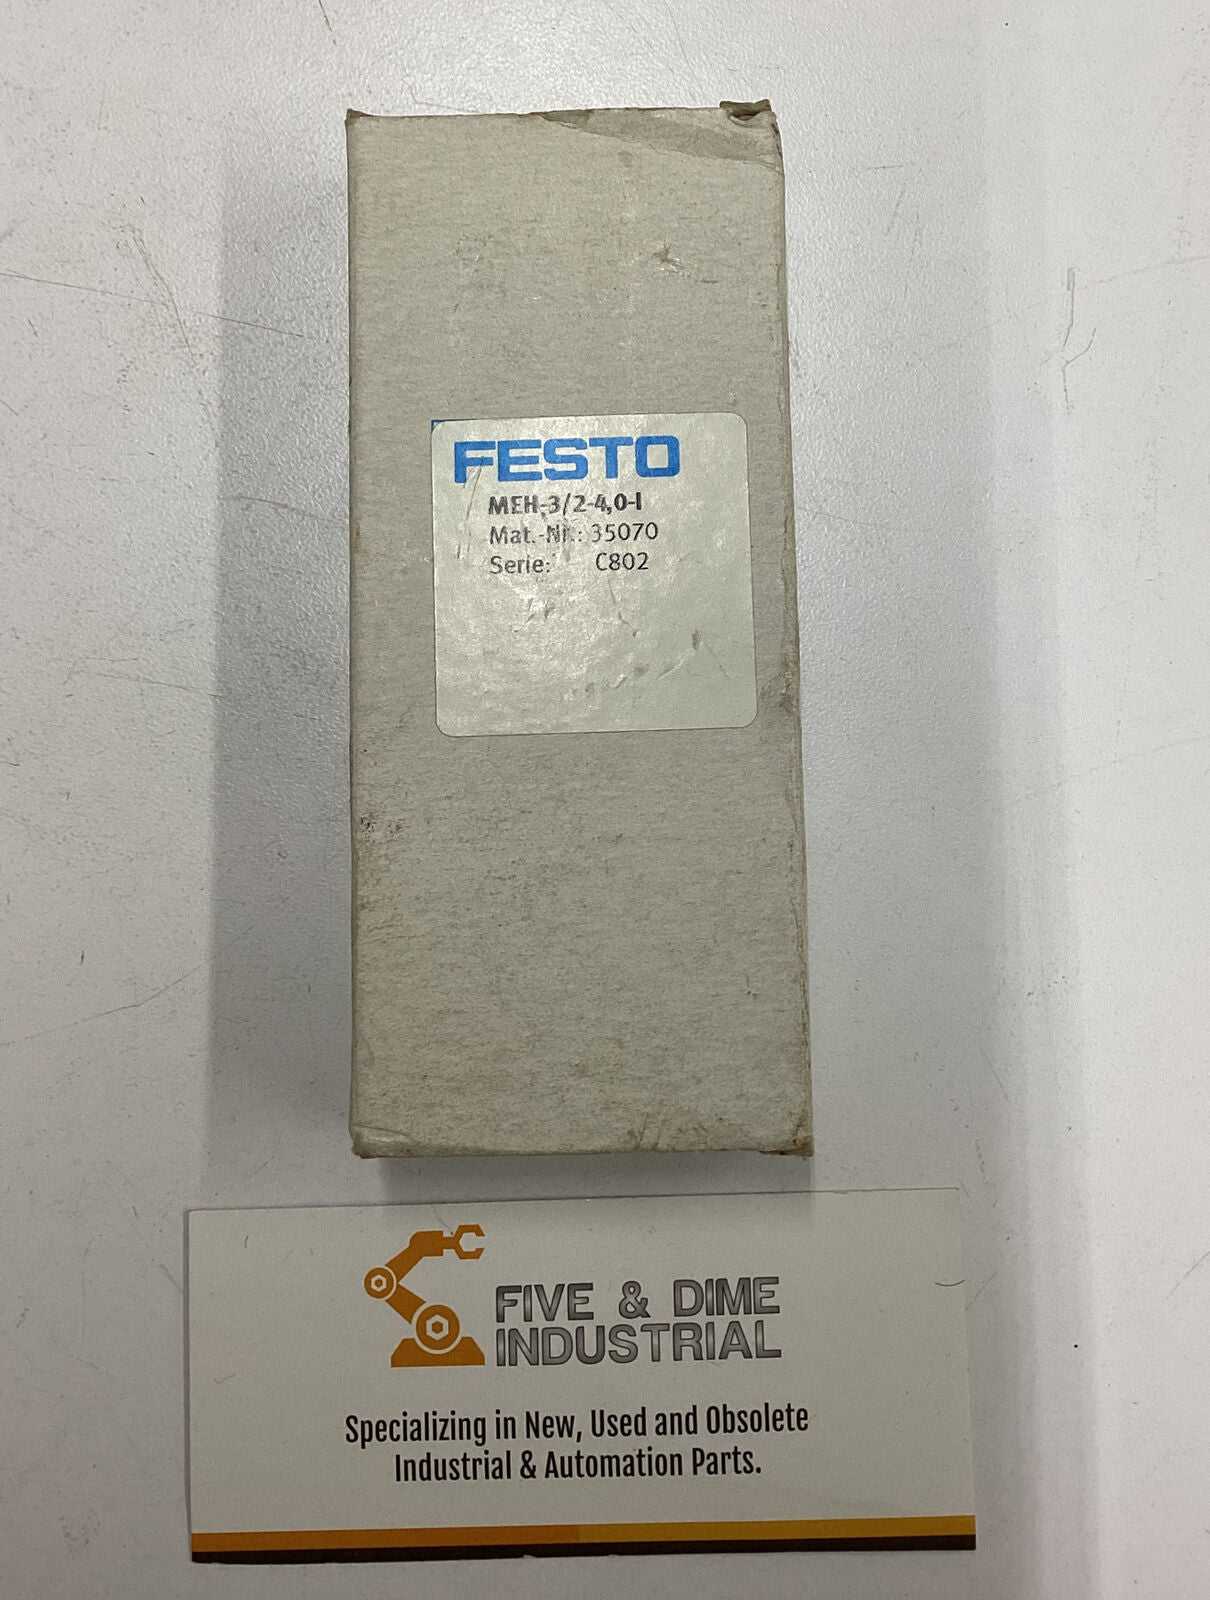 FESTO
MEH-3/2-4,0-I
Mat.-Nr.: 35070
Serie: C802
FIVE & DIME
INDUSTRIAL
Specializing in New, Used and Obsolete
Industrial & Automation Parts.